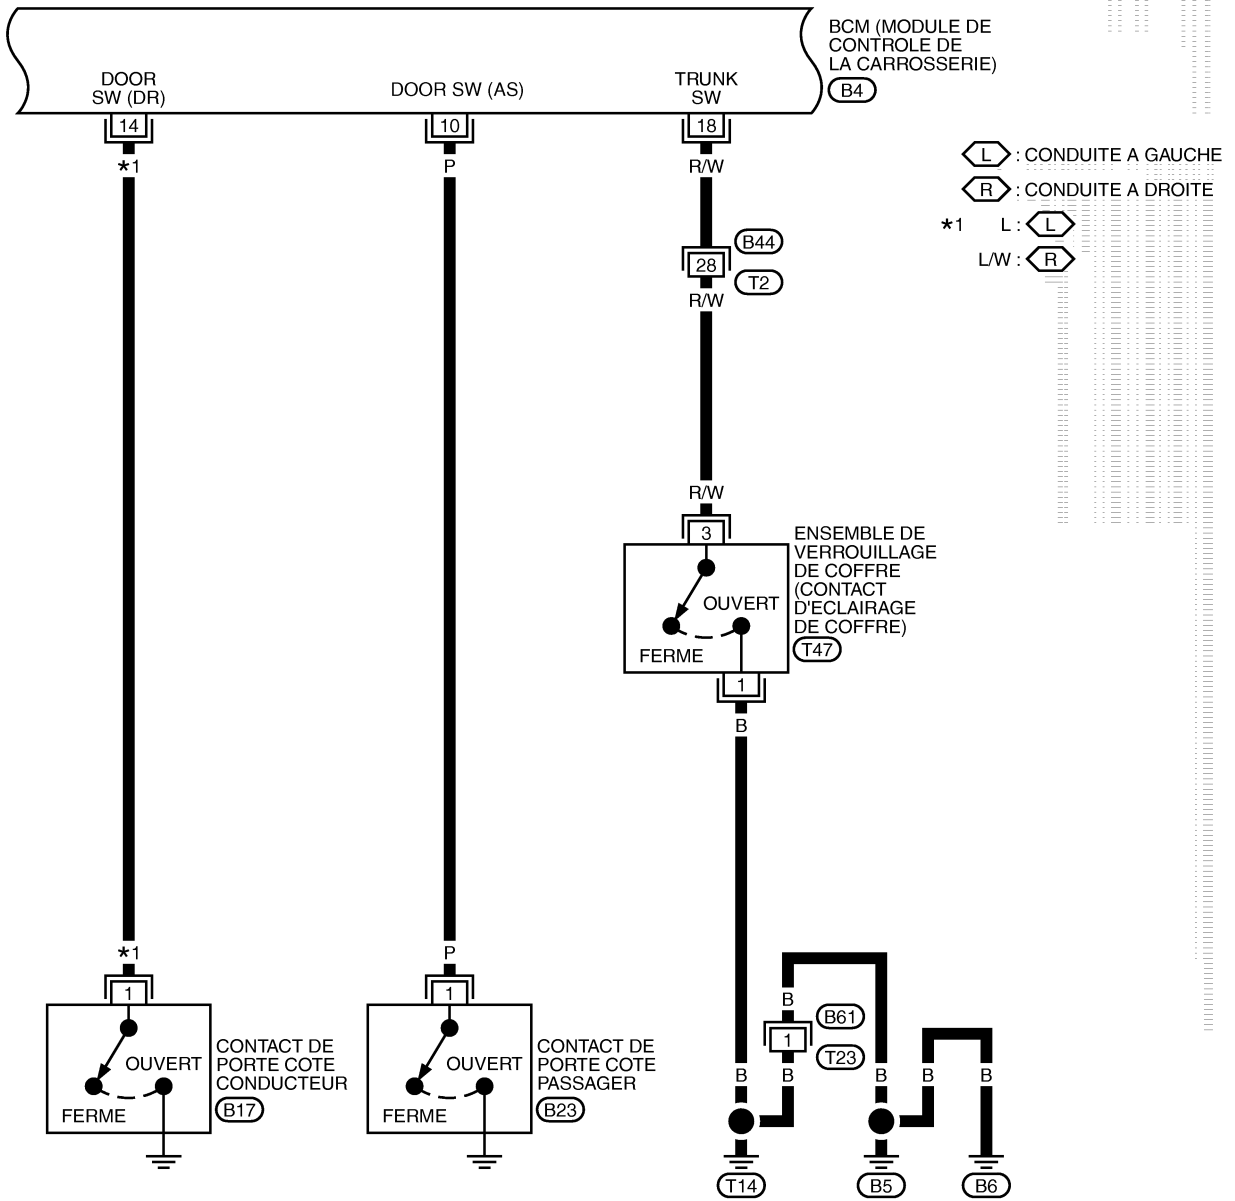 BCM (MODULE DE
CONTROLE DE
LA CARROSSERIE)
B4
DOOR
SW (DR)
DOOR SW (AS)
TRUNK
SW
14
10
18
*1
P
R/W
L : CONDUITE A GAUCHE
R : CONDUITE A DROITE
*1 L : L
L/W : R
B44
28
T2
R/W
R/W
3
ENSEMBLE DE
VERROUILLAGE
DE COFFRE
(CONTACT
D'ECLAIRAGE
DE COFFRE)
T47
OUVERT
FERME
1
B
*1
P
1
1
CONTACT DE
PORTE COTE
CONDUCTEUR
B17
OUVERT
FERME
CONTACT DE
PORTE COTE
PASSAGER
B23
OUVERT
FERME
B
B61
1
T23
B
B
B
B
B
T14
B5
B6